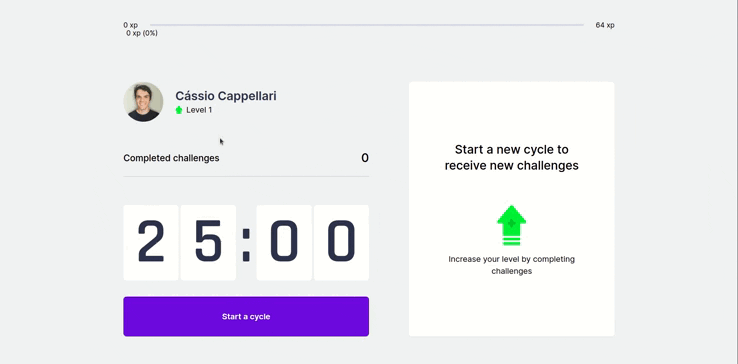 0 xp
64 xp
0 xp (0%)
Cássio Cappellari
Level 1
Completed challenges
0
25:00
Start a cycle
Start a new cycle to
receive new challenges
Increase your level by completing
challenges